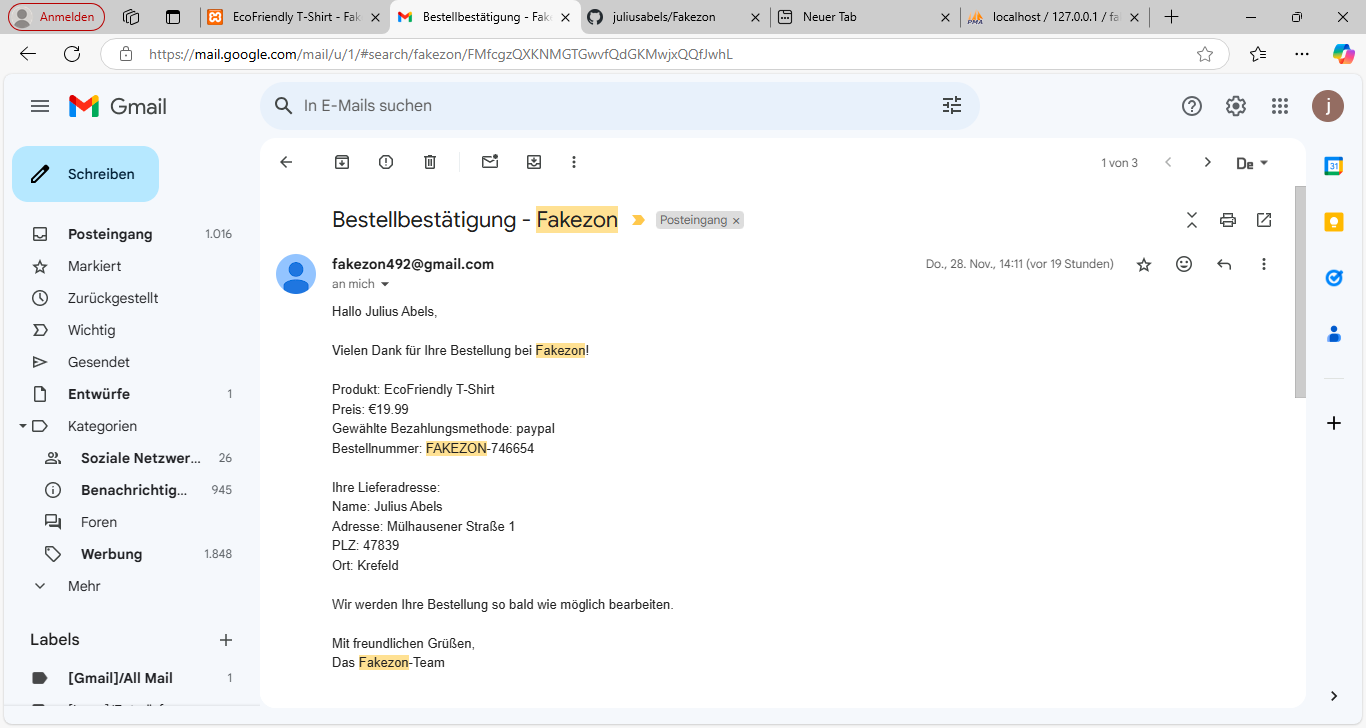 Anmelden
EcoFriendly T-Shirt - Fak
Bestellbestätigung - Fak
juliusabels/Fakezon
Neuer Tab
localhost / 127.0.0.1 / fa
https://mail.google.com/mail/u/1/#search/fakezon/FMfcgzQXKNMGTGwvfQdGKMwjxQQfJwhL
Gmail
In E-Mails suchen
j
Schreiben
1 von 3
De
Posteingang 1.016
Markiert
Zurückgestellt
Wichtig
Gesendet
Entwürfe 1
Kategorien
Soziale Netzwer... 26
Benachrichtig... 945
Foren
Werbung 1.848
Mehr
Labels
[Gmail]/All Mail 1
Bestellbestätigung - Fakezon
Posteingang
fakezon492@gmail.com
Do., 28. Nov., 14:11 (vor 19 Stunden)
an mich
Hallo Julius Abels,
Vielen Dank für Ihre Bestellung bei Fakezon!
Produkt: EcoFriendly T-Shirt
Preis: €19.99
Gewählte Bezahlungsmethode: paypal
Bestellnummer: FAKEZON-746654
Ihre Lieferadresse:
Name: Julius Abels
Adresse: Mülhausener Straße 1
PLZ: 47839
Ort: Krefeld
Wir werden Ihre Bestellung so bald wie möglich bearbeiten.
Mit freundlichen Grüßen,
Das Fakezon-Team
31